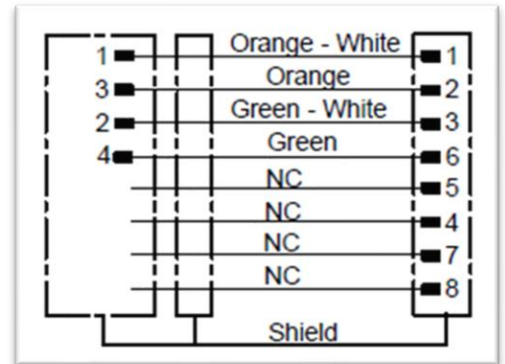 1 Orange - White 1
3 Orange 2
2 Green - White 3
4 Green 6
NC 5
NC 4
NC 7
NC 8
Shield